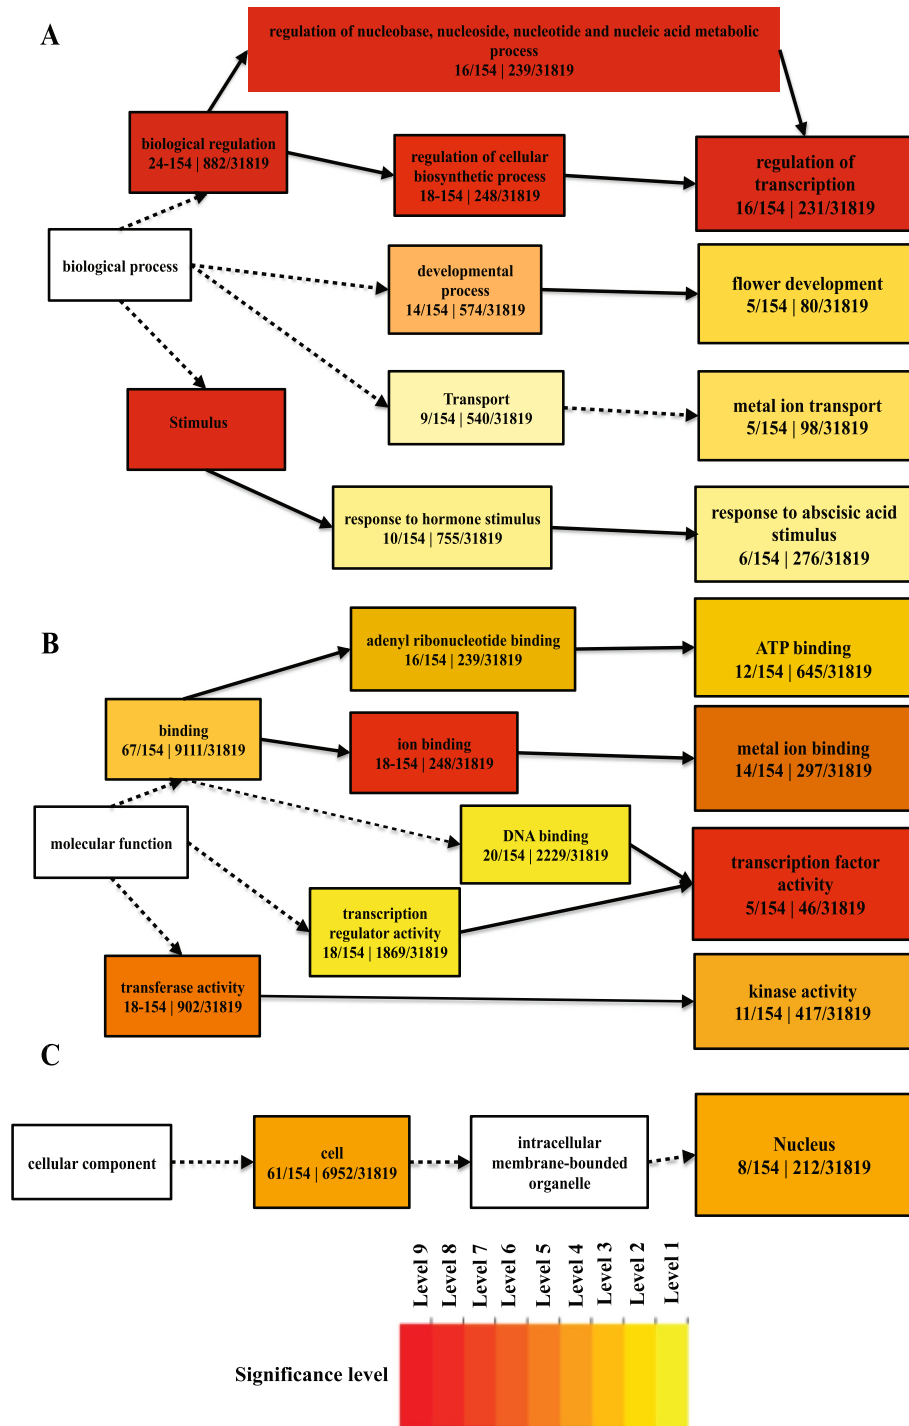 A
regulation of nucleobase, nucleoside, nucleotide and nucleic acid metabolic
process
16/154 | 239/31819
biological regulation
24-154 | 882/31819
regulation of cellular
biosynthetic process
18-154 | 248/31819
regulation of
transcription
16/154 | 231/31819
biological process
developmental
process
14/154 | 574/31819
flower development
5/154 | 80/31819
Transport
9/154 | 540/31819
metal ion transport
5/154 | 98/31819
Stimulus
response to hormone stimulus
10/154 | 755/31819
response to abscisic acid
stimulus
6/154 | 276/31819
B
adenyl ribonucleotide binding
16/154 | 239/31819
ATP binding
12/154 | 645/31819
binding
67/154 | 9111/31819
ion binding
18-154 | 248/31819
metal ion binding
14/154 | 297/31819
molecular function
DNA binding
20/154 | 2229/31819
transcription factor
activity
5/154 | 46/31819
transcription
regulator activity
18/154 | 1869/31819
transferase activity
18-154 | 902/31819
kinase activity
11/154 | 417/31819
C
cellular component
cell
61/154 | 6952/31819
intracellular
membrane-bounded
organelle
Nucleus
8/154 | 212/31819
Level 9
Level 8
Level 7
Level 6
Level 5
Level 4
Level 3
Level 2
Level 1
Significance level